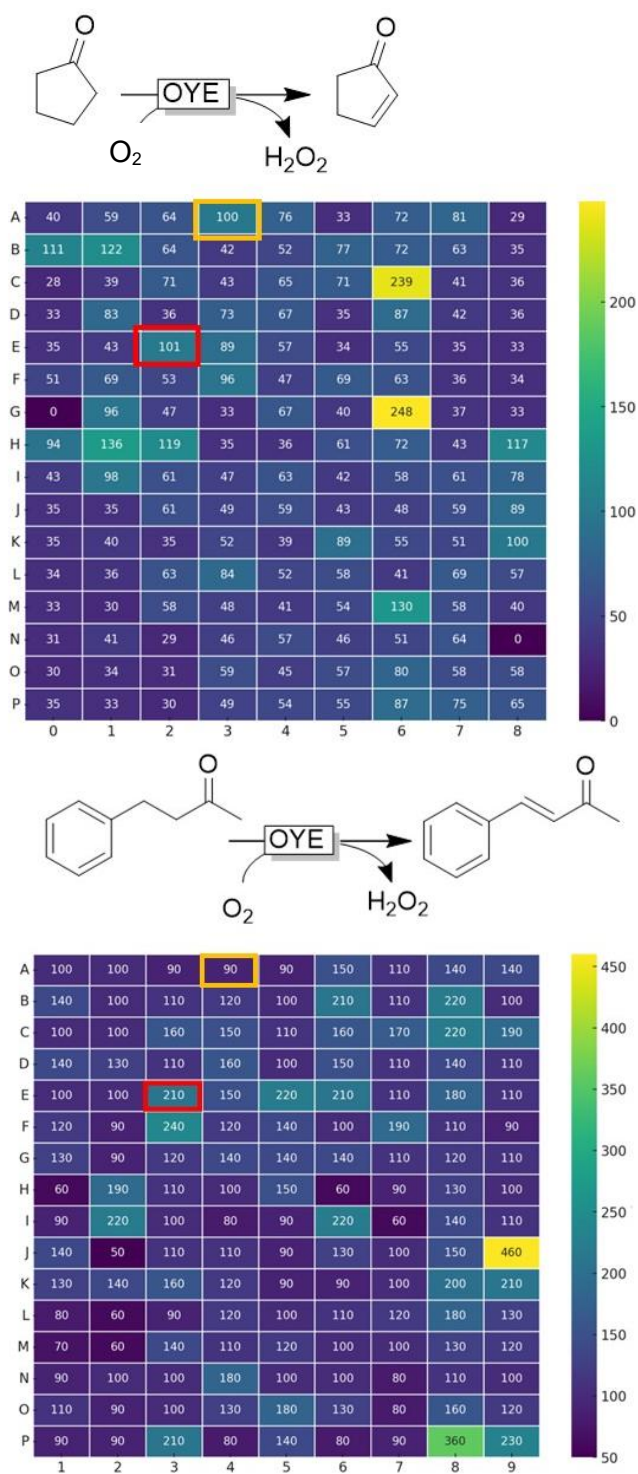 O O
OYE
O2 H2O2
A 40 59 64 100 76 33 72 81 29
B 111 122 64 42 52 77 72 63 35
C 28 39 71 43 65 71 239 41 36
200
D 33 83 36 73 67 35 87 42 36
E 35 43 101 89 57 34 55 35 33
F 51 69 53 96 47 69 63 36 34
150
G 0 96 47 33 67 40 248 37 33
H 94 136 119 35 36 61 72 43 117
I 43 98 61 47 63 42 58 61 78
100
J 35 35 61 49 59 43 48 59 89
K 35 40 35 52 39 89 55 51 100
L 34 36 63 84 52 58 41 69 57
50
M 33 30 58 48 41 54 130 58 40
N 31 41 29 46 57 46 51 64 0
O 30 34 31 59 45 57 80 58 58
P 35 33 30 49 54 55 87 75 65
0
0 1 2 3 4 5 6 7 8
O O
OYE
O2 H2O2
A 100 100 90 90 90 150 110 140 140
450
B 140 100 110 120 100 210 110 220 100
C 100 100 160 150 110 160 170 220 190
400
D 140 130 110 160 100 150 110 140 110
E 100 100 210 150 220 210 110 180 110
350
F 120 90 240 120 140 100 190 110 90
G 130 90 120 140 140 140 110 120 110
300
H 60 190 110 100 150 60 90 130 100
I 90 220 100 80 90 220 60 140 110
250
J 140 50 110 110 90 130 100 150 460
K 130 140 160 120 90 90 100 200 210
200
L 80 60 90 120 100 110 120 180 130
M 70 60 140 110 120 100 100 130 120
150
N 90 100 100 180 100 100 80 110 100
O 110 90 100 130 180 130 80 160 120
100
P 90 90 210 80 140 80 90 360 230
50
1 2 3 4 5 6 7 8 9